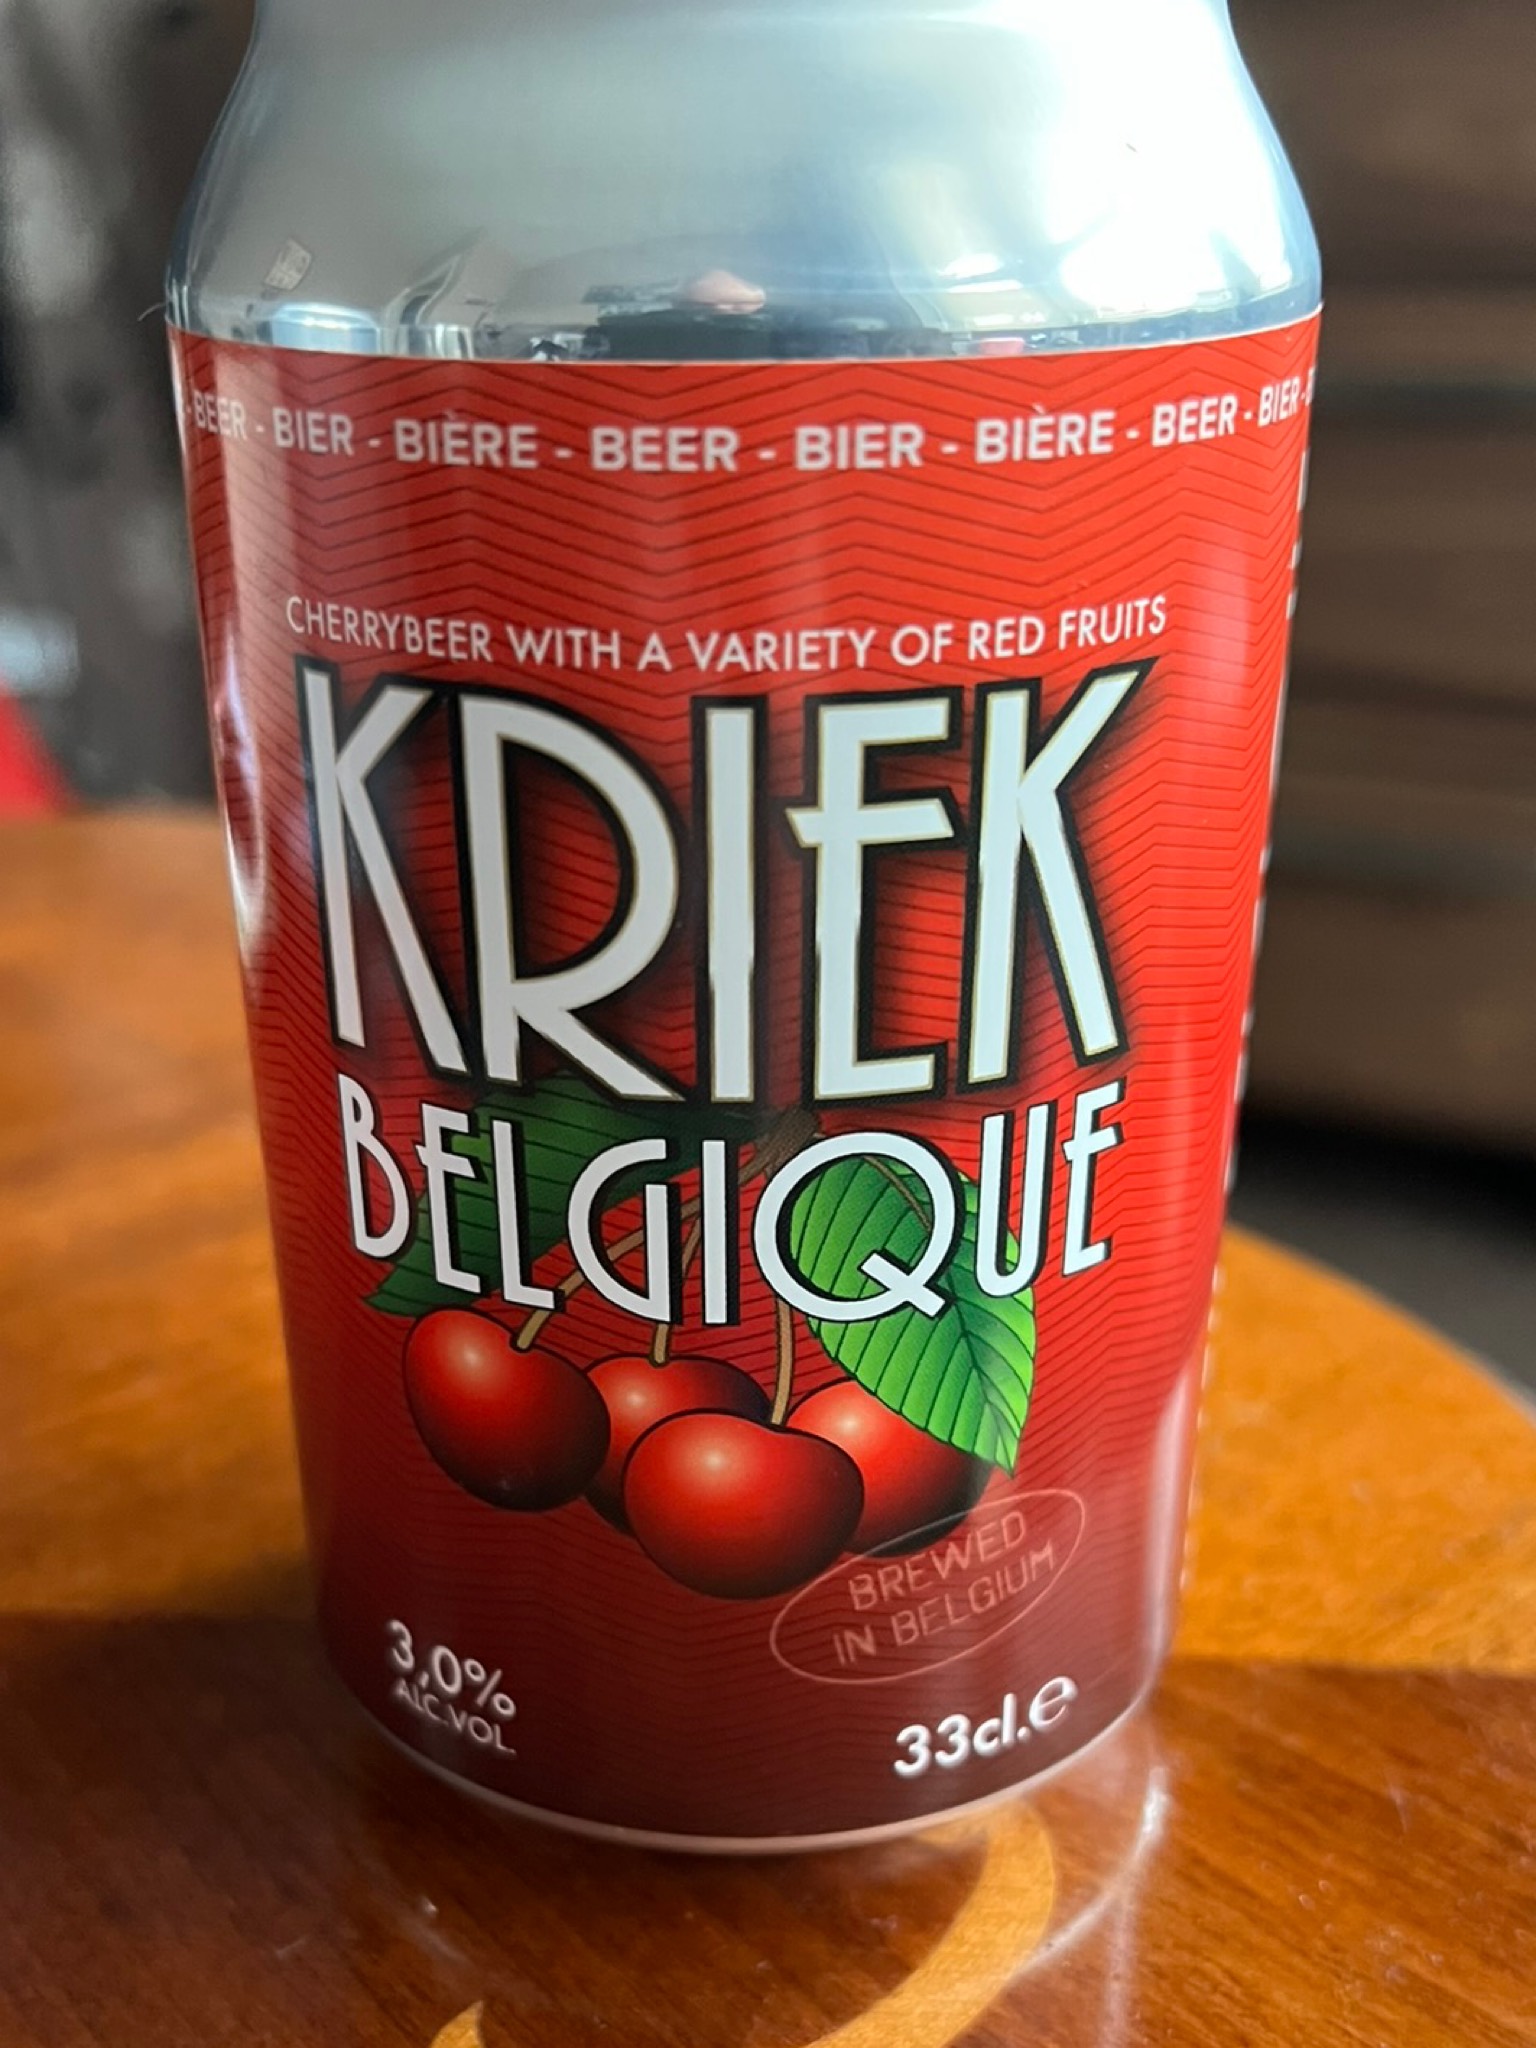 BEER - BIER - BIÈRE - BEER - BIER - BIÈRE - BEER - BIER -
CHERRYBEER WITH A VARIETY OF RED FRUITS
KRIEK
BELGIQUE
BREWED
IN BELGIUM
3,0%
ALC.VOL.
33cl.e